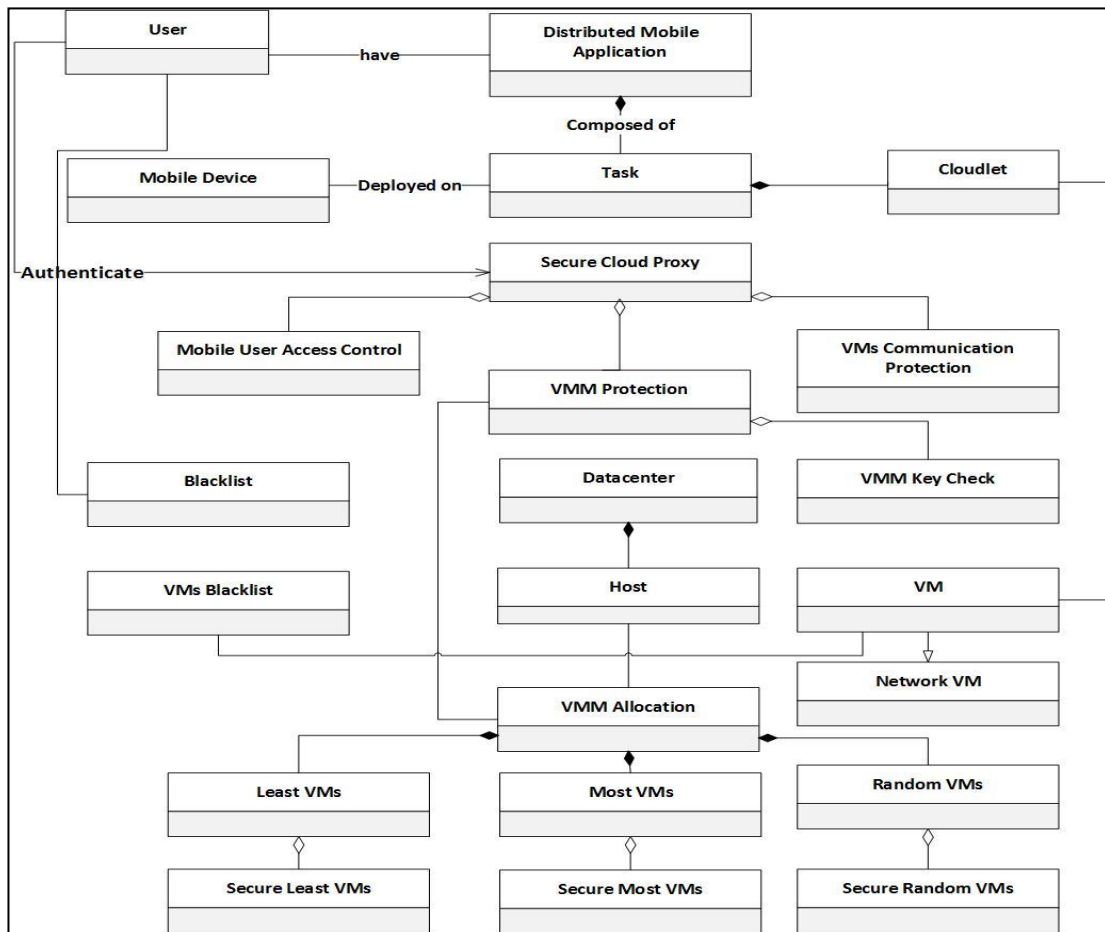 User
Distributed Mobile
Application
have
Composed of
Mobile Device
Deployed on
Task
Cloudlet
Authenticate
Secure Cloud Proxy
Mobile User Access Control
VMs Communication
Protection
VMM Protection
Blacklist
Datacenter
VMM Key Check
VMs Blacklist
Host
VM
Network VM
VMM Allocation
Least VMs
Most VMs
Random VMs
Secure Least VMs
Secure Most VMs
Secure Random VMs